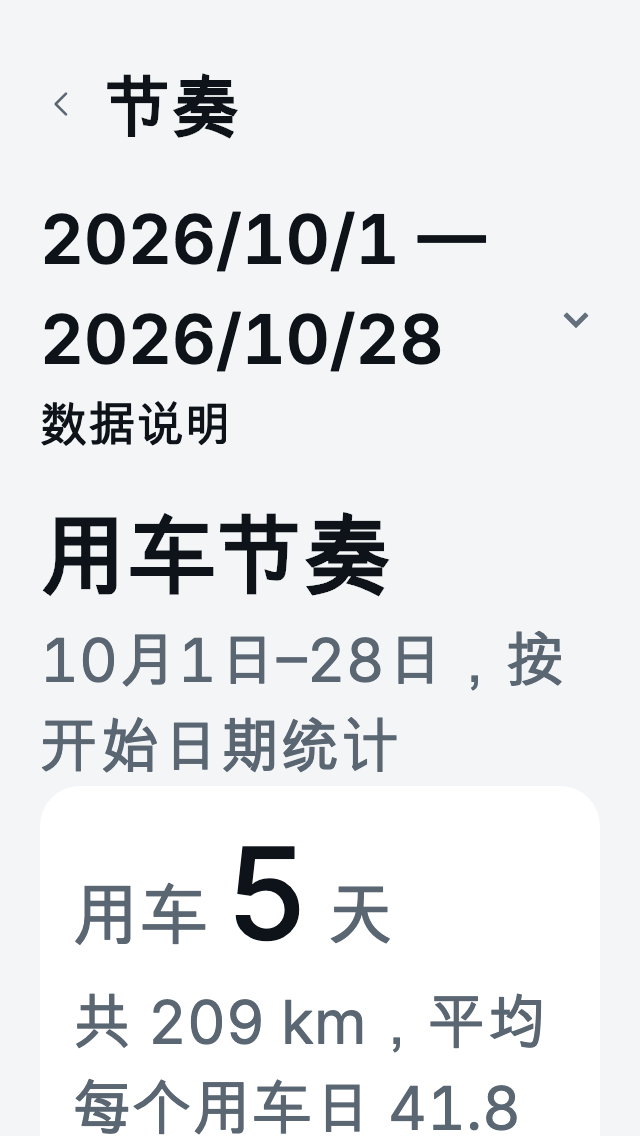 节奏
2026/10/1 —
2026/10/28
数据说明
用车节奏
10月1日–28日，按
开始日期统计
用车 5 天
共 209 km，平均
每个用车日 41.8